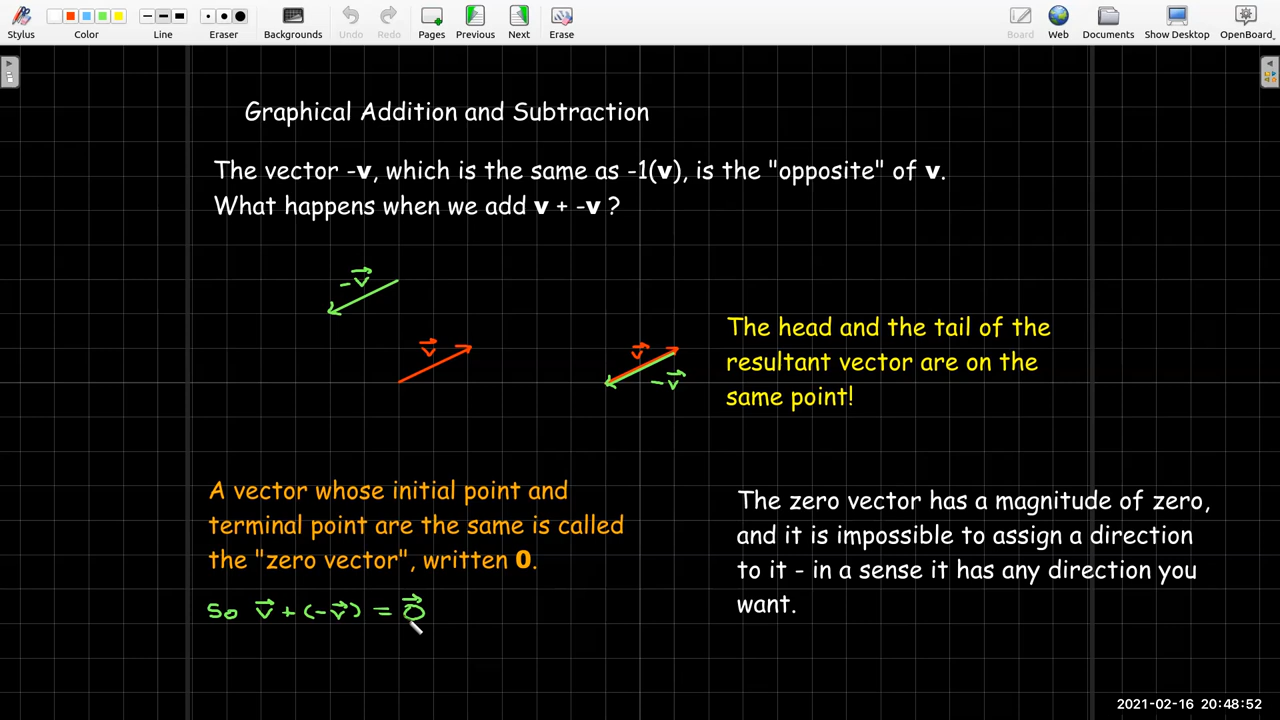 Stylus Color Line Eraser Backgrounds Undo Redo Pages Previous Next Erase Board Web Documents Show Desktop OpenBoard
Graphical Addition and Subtraction
The vector -v, which is the same as -1(v), is the "opposite" of v.
What happens when we add v + -v ?
-v⃗
v⃗
v⃗
-v⃗
The head and the tail of the
resultant vector are on the
same point!
A vector whose initial point and
terminal point are the same is called
the "zero vector", written 0.
So v⃗ + (-v⃗) = 0⃗
The zero vector has a magnitude of zero,
and it is impossible to assign a direction
to it - in a sense it has any direction you
want.
2021-02-16 20:48:52